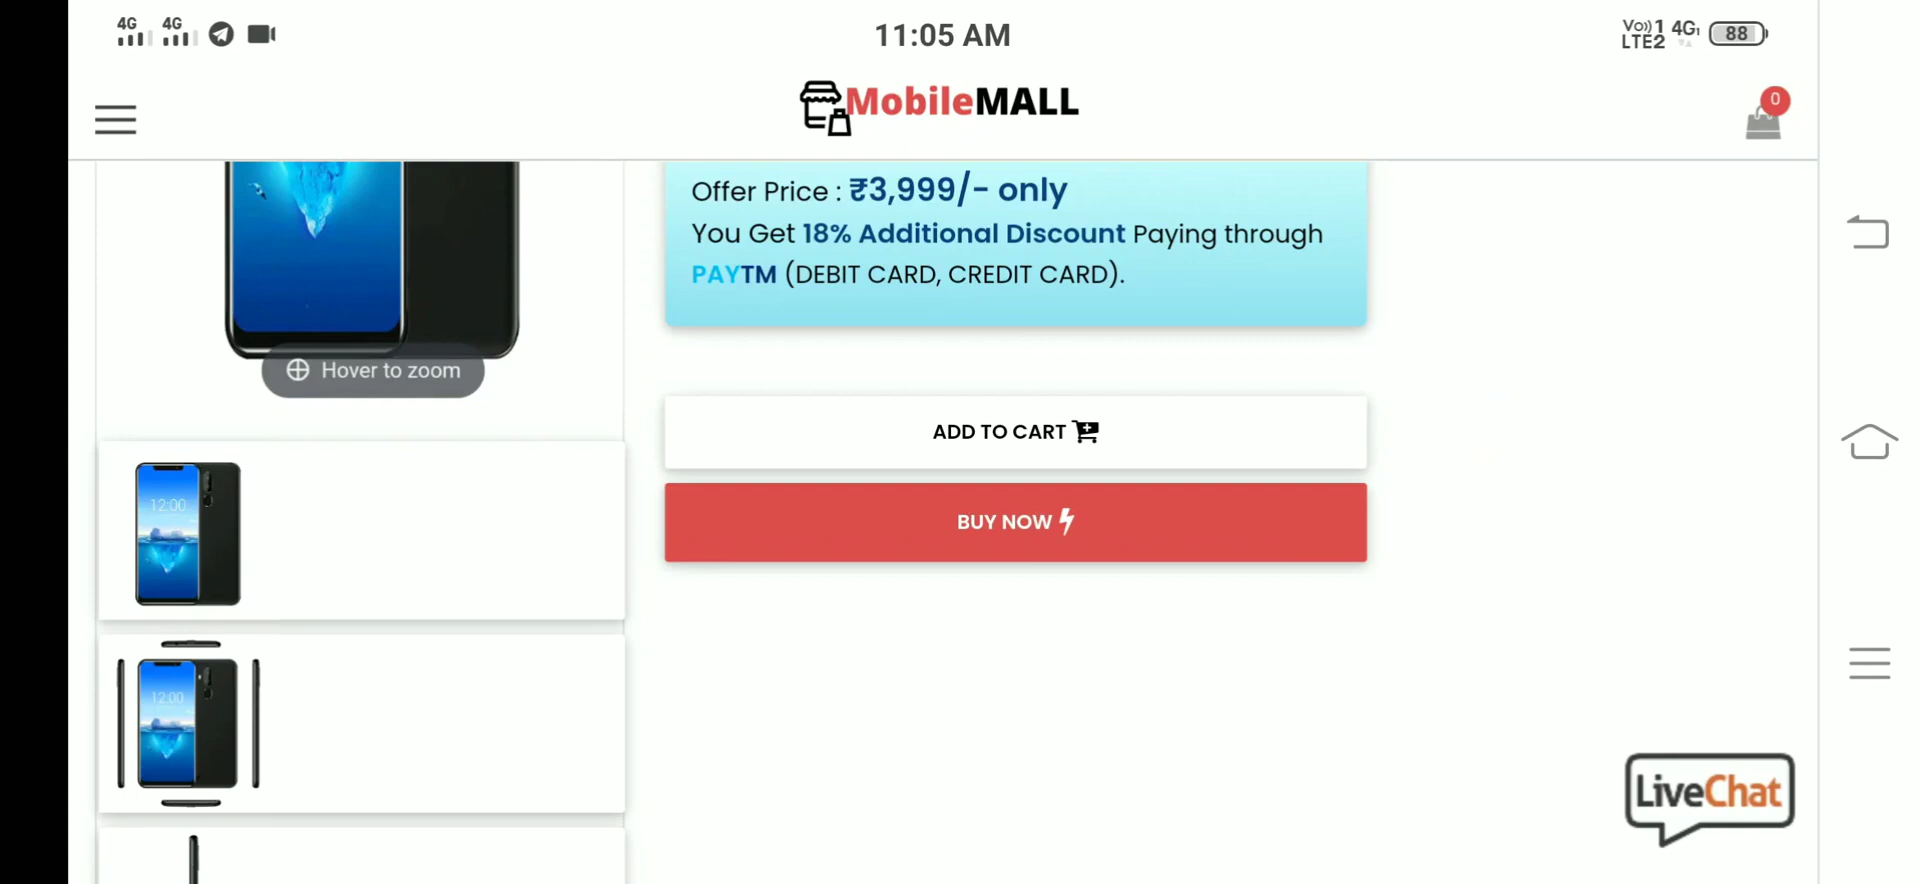 4G 4G
11:05 AM
Vo)) 1 4G1
LTE2
88
MobileMALL
0
Offer Price : ₹3,999/- only
You Get 18% Additional Discount Paying through
PAYTM (DEBIT CARD, CREDIT CARD).
Hover to zoom
ADD TO CART
BUY NOW
12:00
12:00
LiveChat